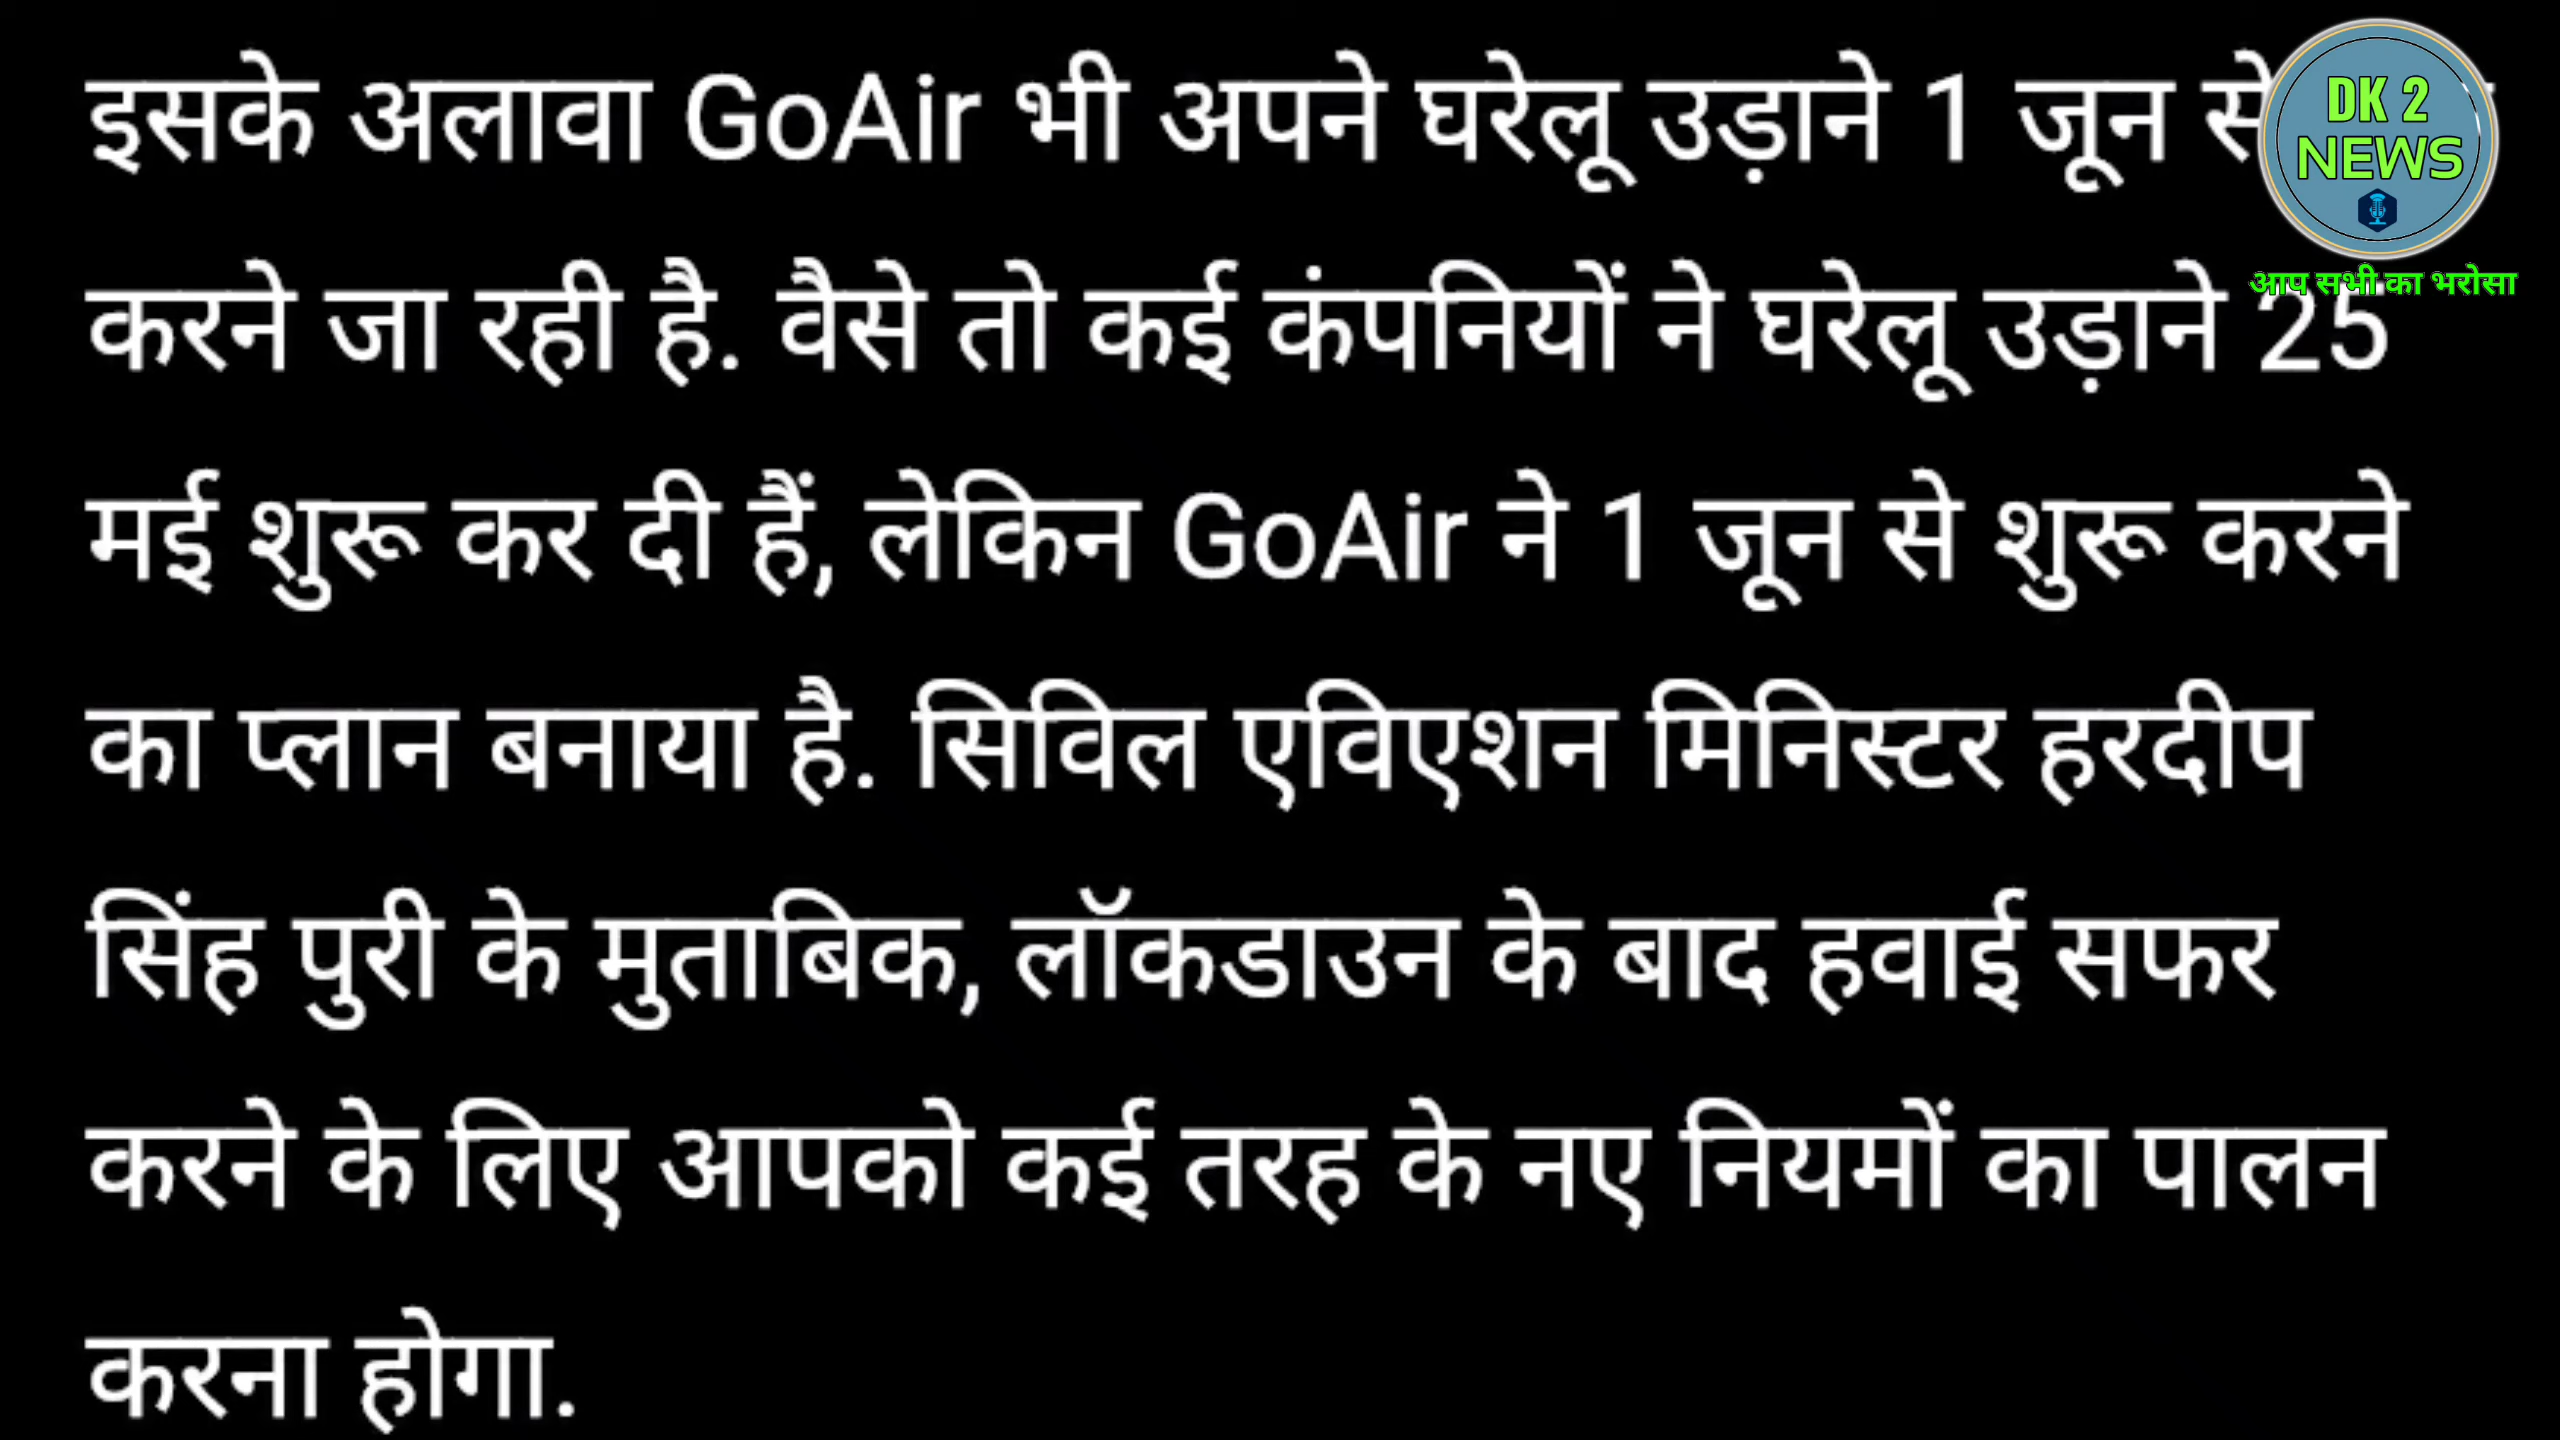 इसके अलावा GoAir भी अपने घरेलू उड़ाने 1 जून से
करने जा रही है. वैसे तो कई कंपनियों ने घरेलू उड़ाने 25
मई शुरू कर दी हैं, लेकिन GoAir ने 1 जून से शुरू करने
का प्लान बनाया है. सिविल एविएशन मिनिस्टर हरदीप
सिंह पुरी के मुताबिक, लॉकडाउन के बाद हवाई सफर
करने के लिए आपको कई तरह के नए नियमों का पालन
करना होगा.
DK 2
NEWS
आप सभी का भरोसा